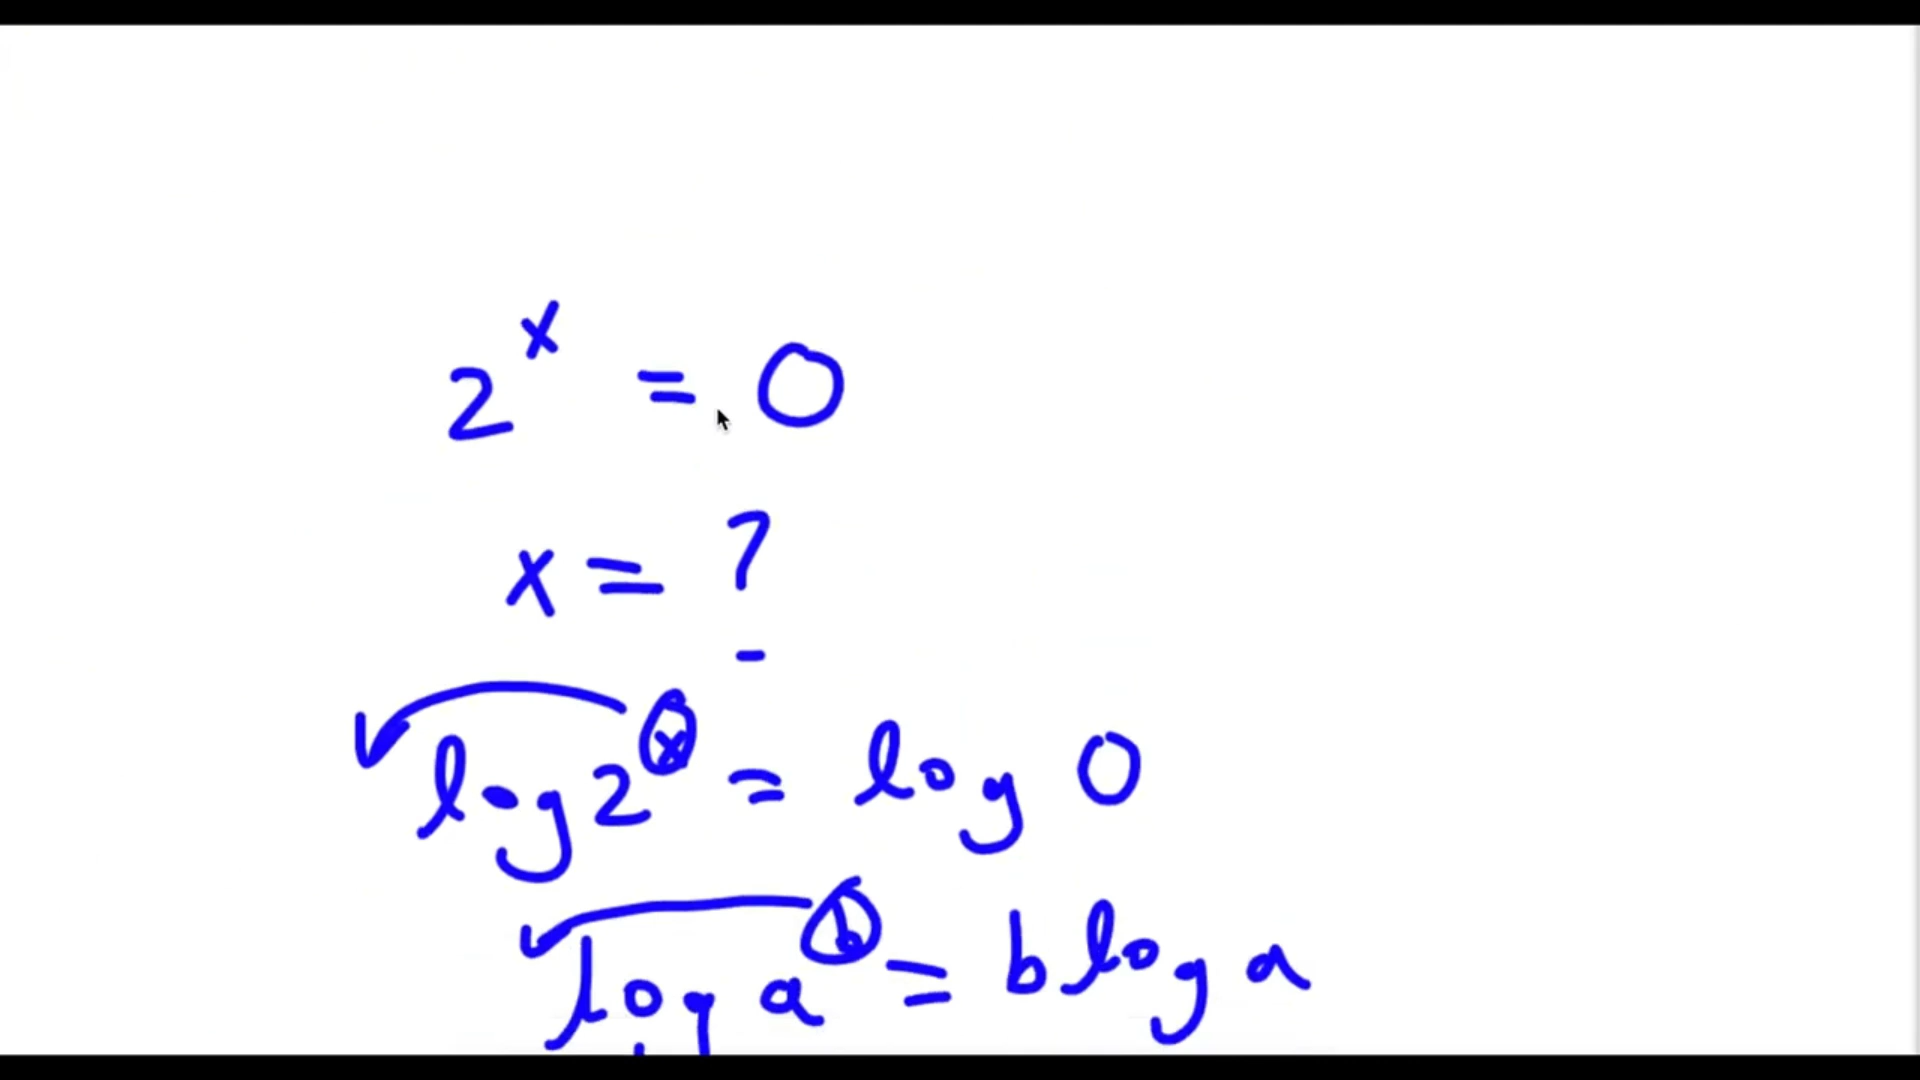 2^x = 0
x = ?
log 2^x = log 0
log a^b = b log a